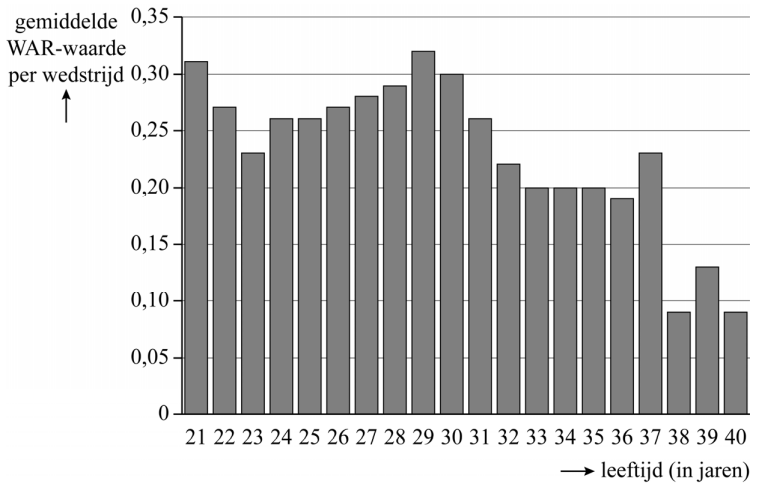 gemiddelde
WAR-waarde
per wedstrijd
0,35
0,30
0,25
0,20
0,15
0,10
0,05
0
21 22 23 24 25 26 27 28 29 30 31 32 33 34 35 36 37 38 39 40
leeftijd (in jaren)